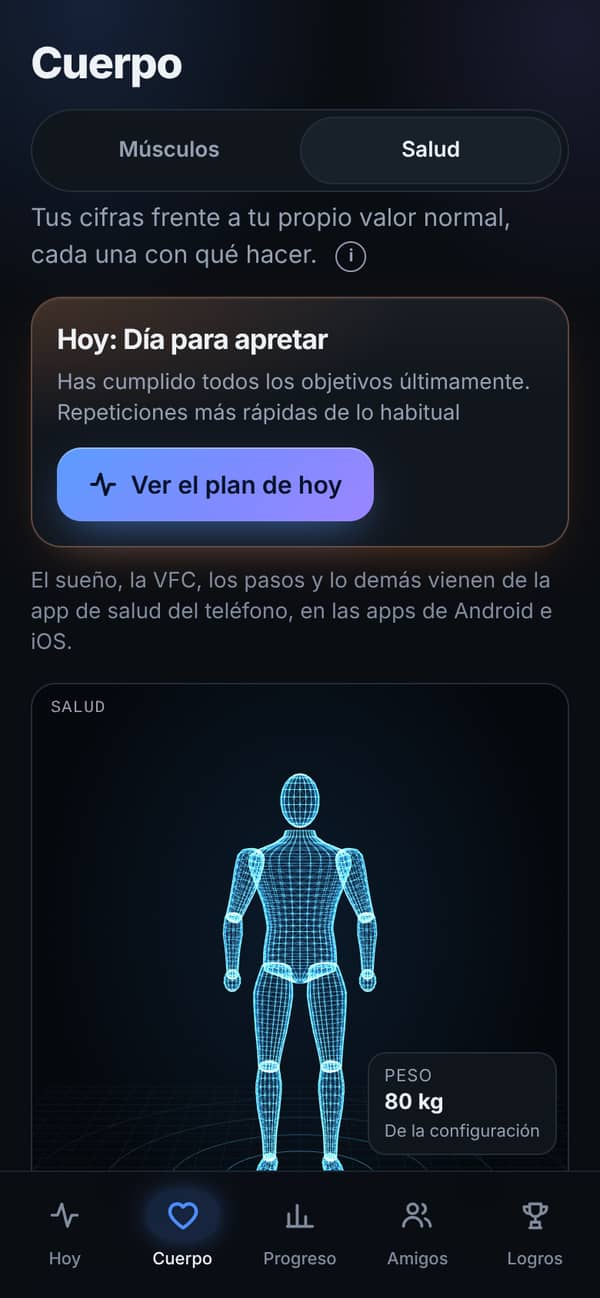 Cuerpo
Músculos
Salud
Tus cifras frente a tu propio valor normal,
cada una con qué hacer. i
Hoy: Día para apretar
Has cumplido todos los objetivos últimamente.
Repeticiones más rápidas de lo habitual
Ver el plan de hoy
El sueño, la VFC, los pasos y lo demás vienen de la
app de salud del teléfono, en las apps de Android e
iOS.
SALUD
PESO
80 kg
De la configuración
Hoy
Cuerpo
Progreso
Amigos
Logros